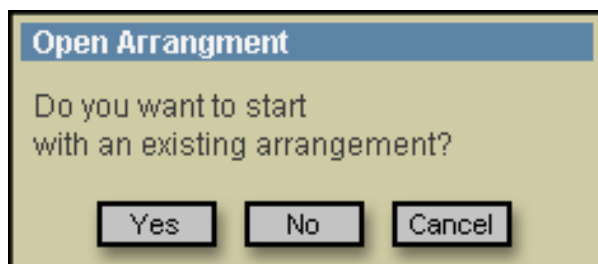 Open Arrangment
Do you want to start
with an existing arrangement?
Yes No Cancel